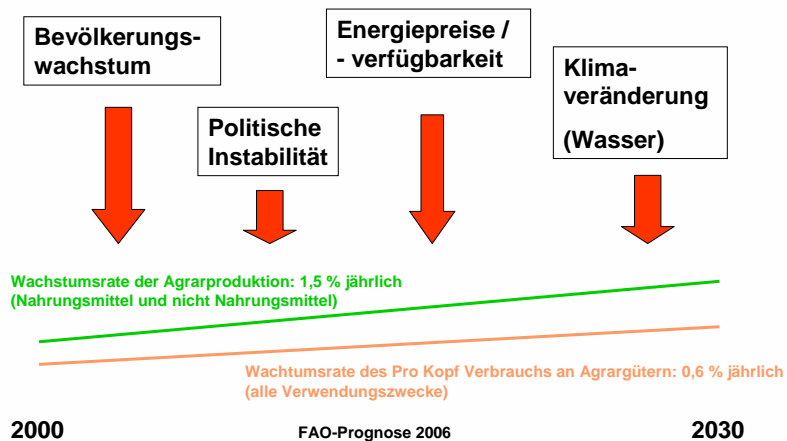 Bevölkerungs-
wachstum
Politische
Instabilität
Energiepreise /
- verfügbarkeit
Klima-
veränderung
(Wasser)
Wachstumsrate der Agrarproduktion: 1,5 % jährlich
(Nahrungsmittel und nicht Nahrungsmittel)
Wachtumsrate des Pro Kopf Verbrauchs an Agrargütern: 0,6 % jährlich
(alle Verwendungszwecke)
2000
FAO-Prognose 2006
2030